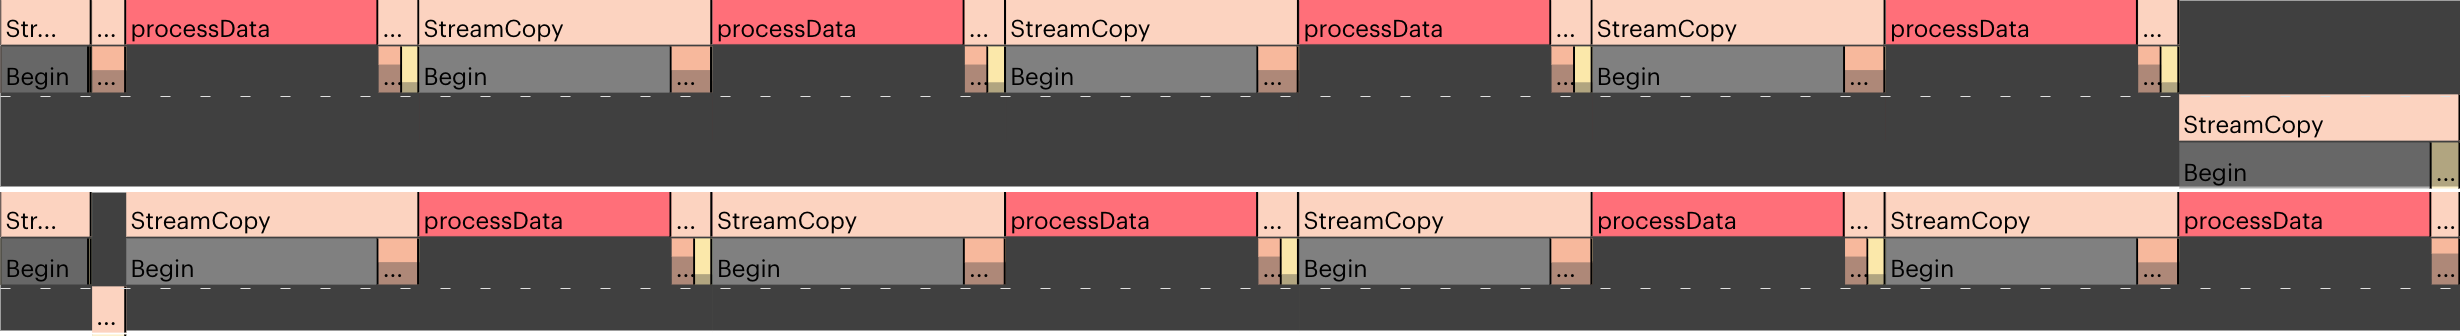 Str... ... processData ... StreamCopy processData ... StreamCopy processData ... StreamCopy processData ...
Begin ... ... Begin ... ... Begin ... ... Begin ... ...
StreamCopy
Begin ...
Str... StreamCopy processData ... StreamCopy processData ... StreamCopy processData ... StreamCopy processData ...
Begin Begin ... ... Begin ... ... Begin ... ... Begin ... ...
...